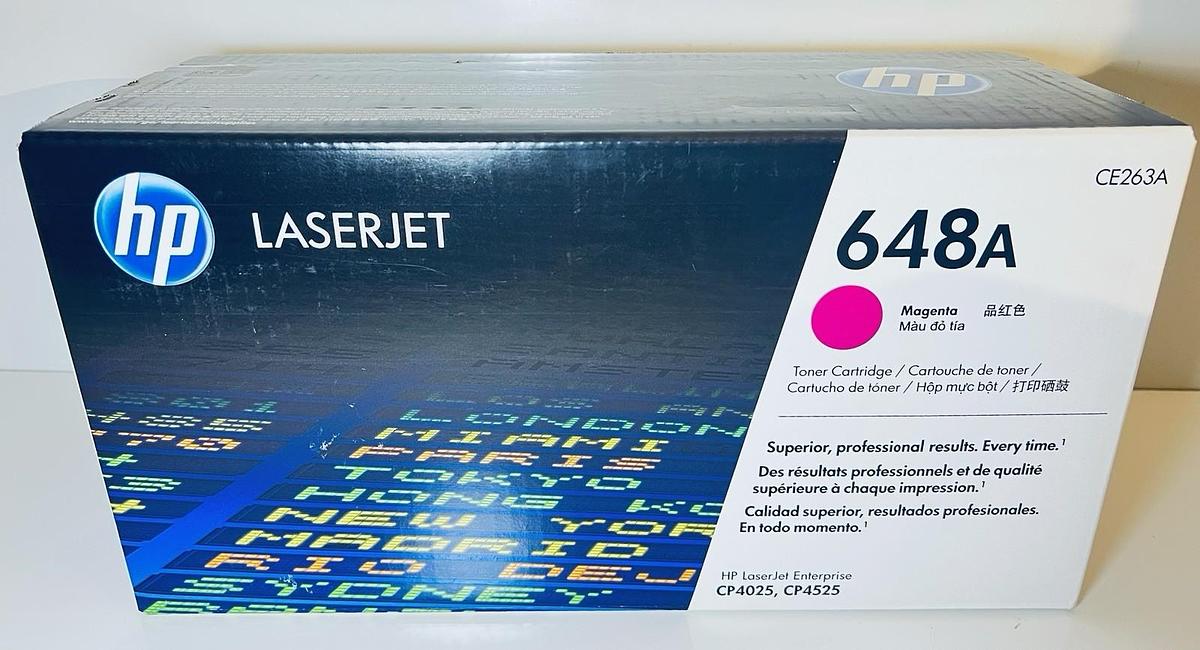 hp
hp
LASERJET
CE263A
648A
Magenta 品红色
Màu đỏ tía
Toner Cartridge / Cartouche de toner /
Cartucho de tóner / Hộp mực bột / 打印硒鼓
Superior, professional results. Every time.¹
Des résultats professionnels et de qualité
supérieure à chaque impression.¹
Calidad superior, resultados profesionales.
En todo momento.¹
HP LaserJet Enterprise
CP4025, CP4525
LONDON
MIAMI
PARIS
TOKYO
HONG KO
NEW YOR
MADRID
RIO DEJ
SYDNEY